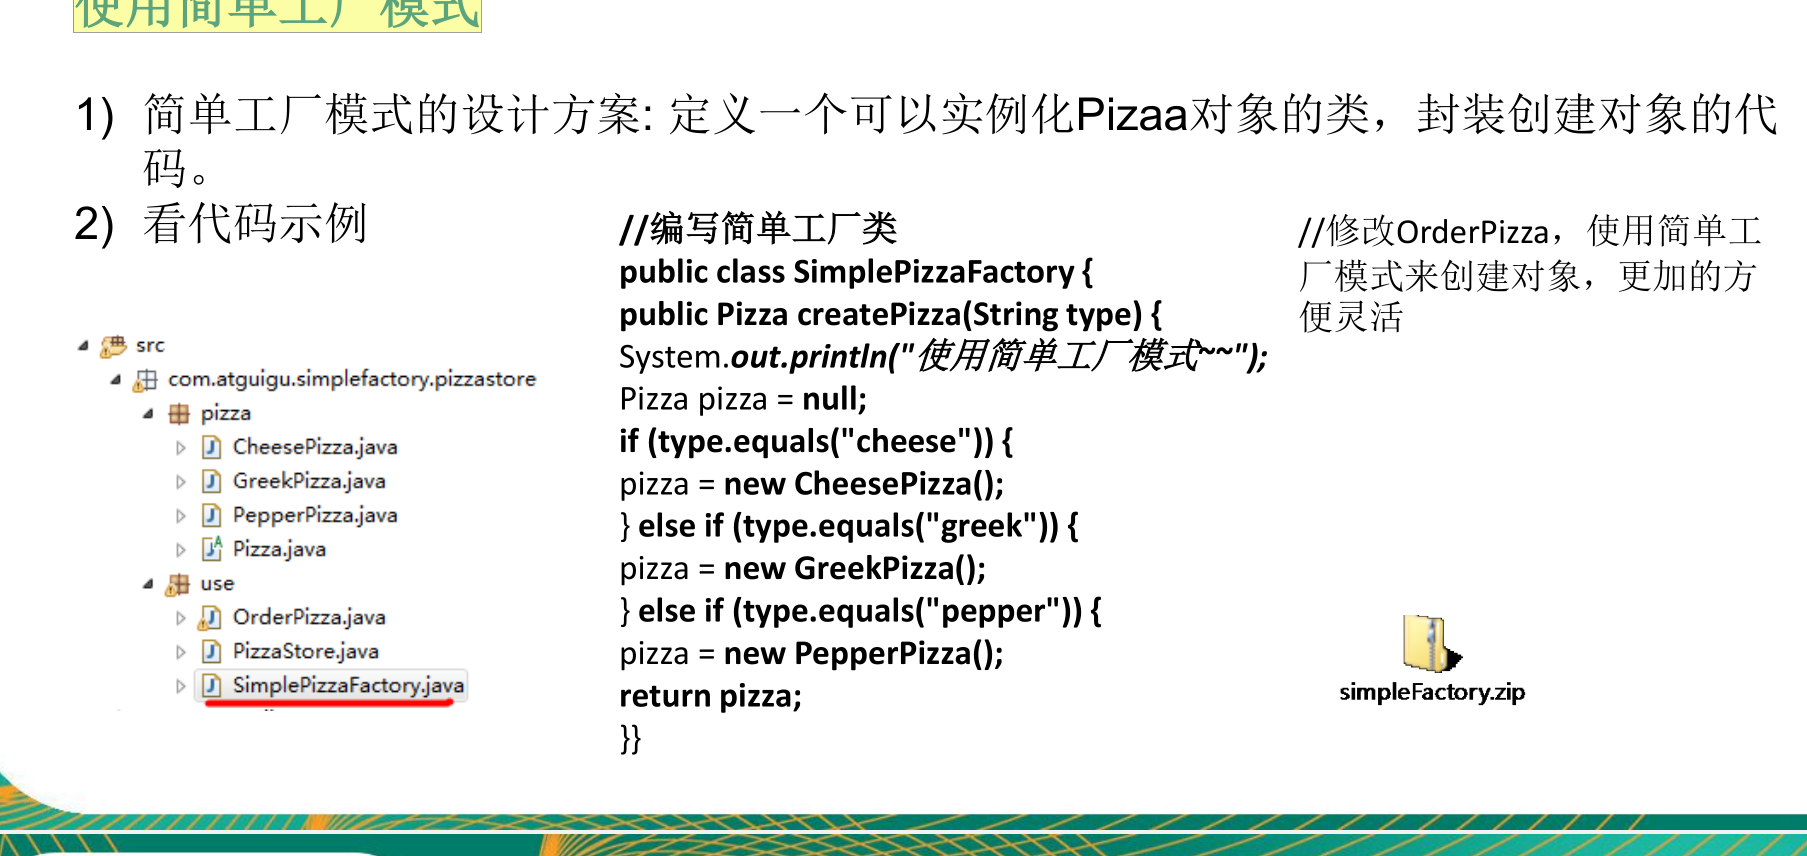 使用简单工厂模式
1) 简单工厂模式的设计方案: 定义一个可以实例化Pizaa对象的类，封装创建对象的代
码。
2) 看代码示例
src
com.atguigu.simplefactory.pizzastore
pizza
CheesePizza.java
GreekPizza.java
PepperPizza.java
Pizza.java
use
OrderPizza.java
PizzaStore.java
SimplePizzaFactory.java
//编写简单工厂类
public class SimplePizzaFactory {
public Pizza createPizza(String type) {
System.out.println("使用简单工厂模式~~");
Pizza pizza = null;
if (type.equals("cheese")) {
pizza = new CheesePizza();
} else if (type.equals("greek")) {
pizza = new GreekPizza();
} else if (type.equals("pepper")) {
pizza = new PepperPizza();
return pizza;
}}
//修改OrderPizza，使用简单工
厂模式来创建对象，更加的方
便灵活
simpleFactory.zip